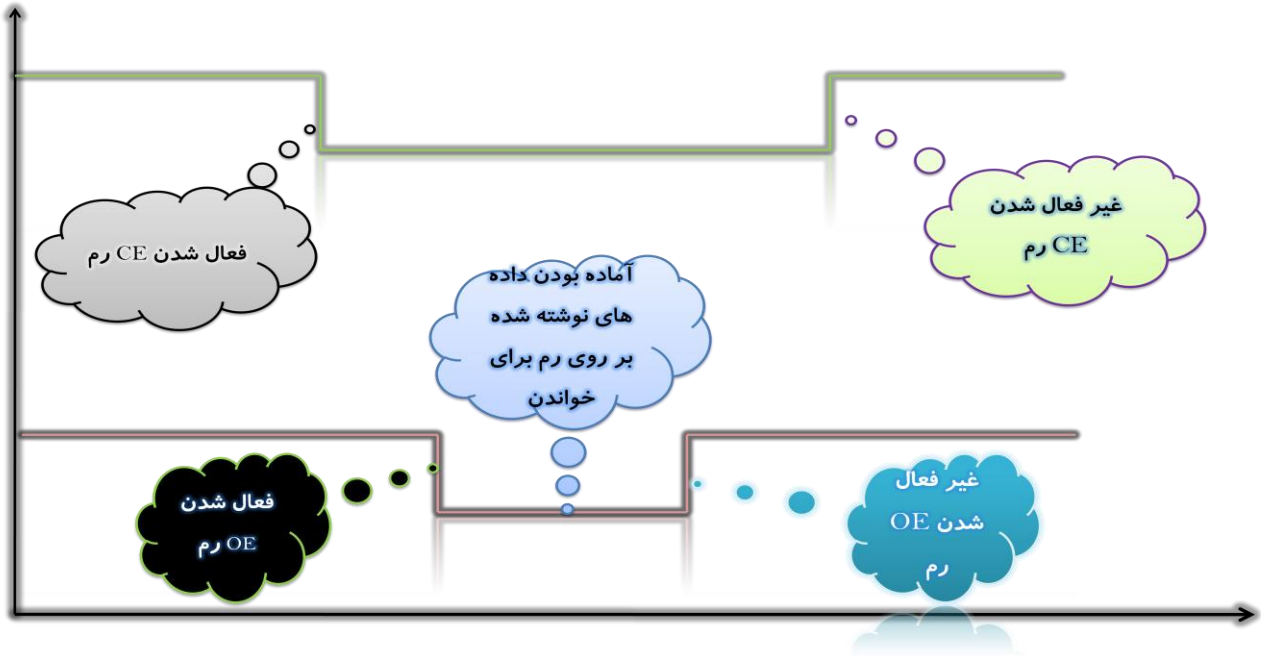 فعال شدن CE رم
غیر فعال شدن
CE رم
آماده بودن داده
های نوشته شده
بر روی رم برای
خواندن
فعال شدن
OE رم
غیر فعال
شدن OE
رم